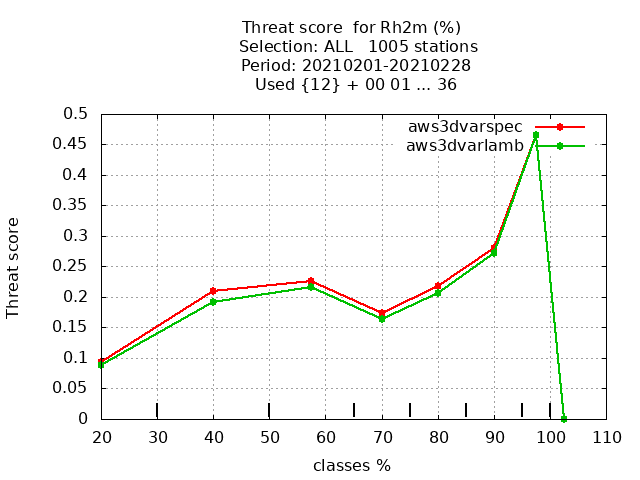 Threat score  for Rh2m (%)
Selection: ALL   1005 stations
Period: 20210201-20210228
Used {12} + 00 01 ... 36
0.5
0.45
0.4
0.35
0.3
0.25
0.2
0.15
0.1
0.05
0
Threat score
aws3dvarspec
aws3dvarlamb
20 30 40 50 60 70 80 90 100 110
classes %